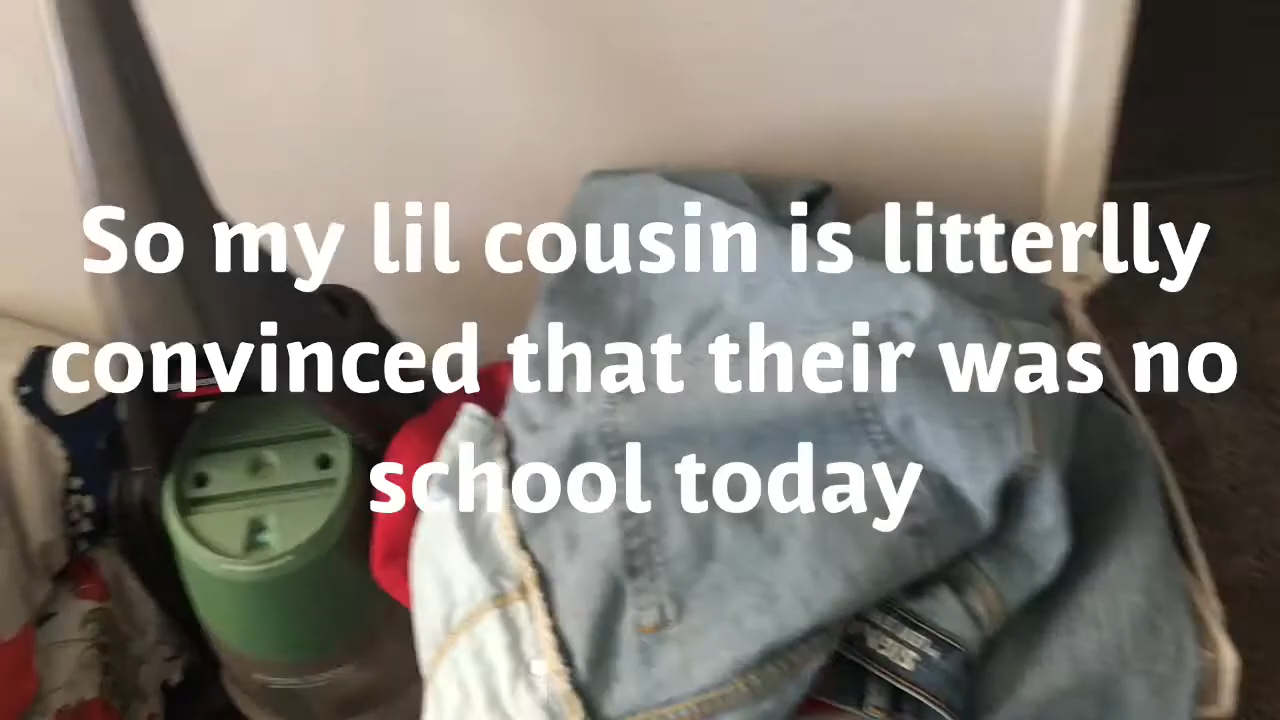 So my lil cousin is litterlly
convinced that their was no
school today